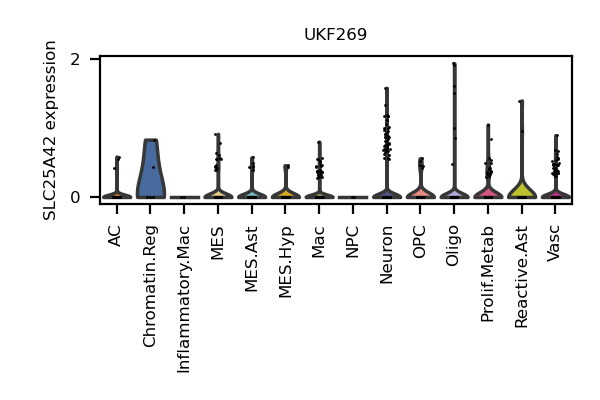 UKF269
SLC25A42 expression
2
0
AC
Chromatin.Reg
Inflammatory.Mac
MES
MES.Ast
MES.Hyp
Mac
NPC
Neuron
OPC
Oligo
Prolif.Metab
Reactive.Ast
Vasc